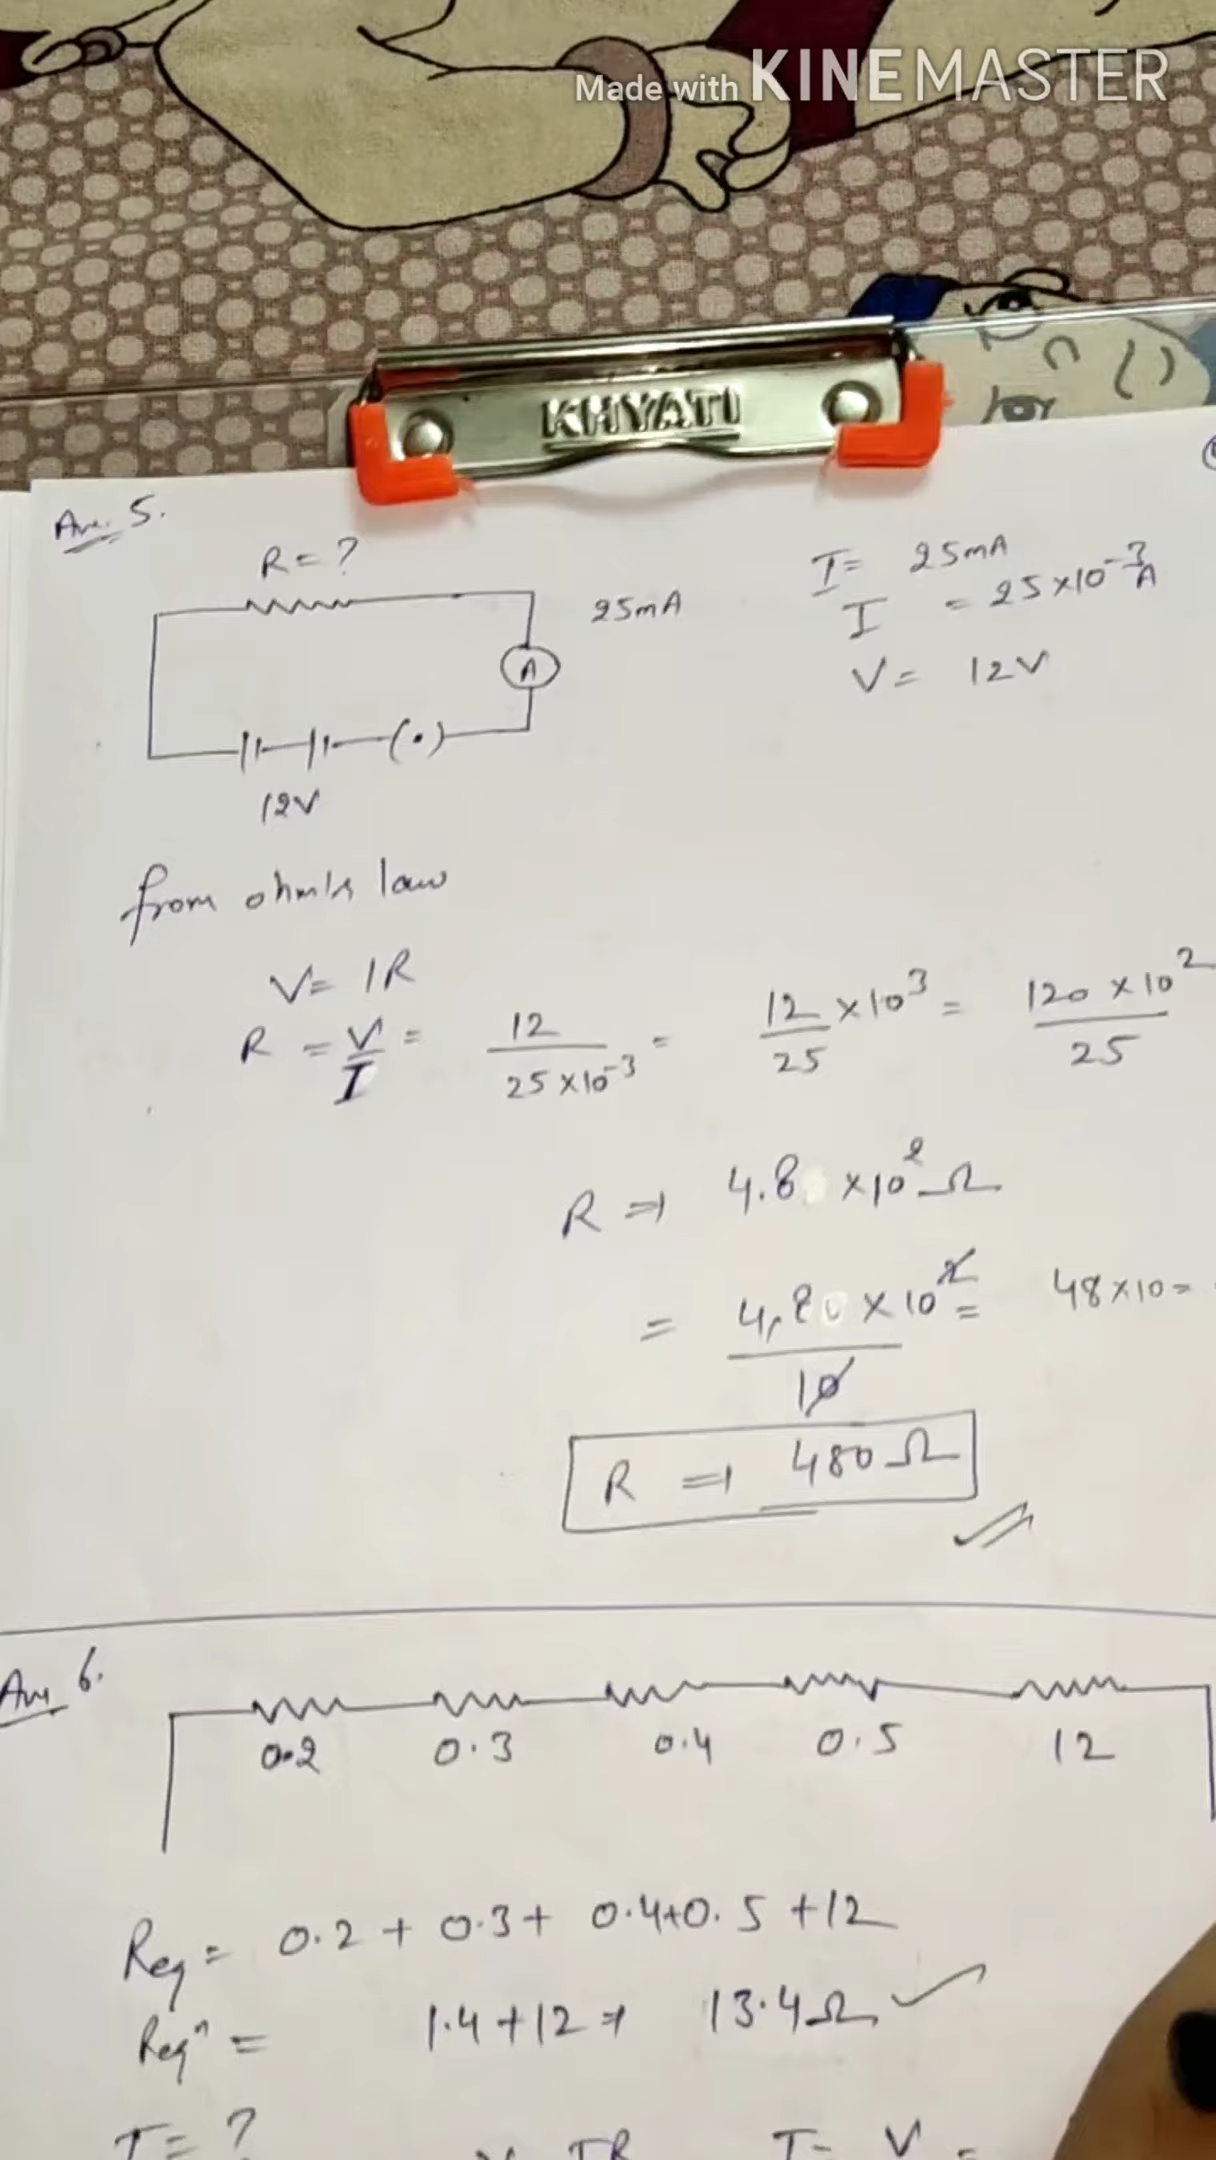 Made with KINEMASTER
KHYATI
Ans. 5.
R = ?
25mA
A
12V
I = 25mA
I = 25×10⁻³A
V = 12V
from ohm's law
V = IR
R = V/I = 12/25×10⁻³ = 12/25 ×10³ = 120×10²/25
R ⇒ 4.8 ×10²Ω
= 4.80×10²/10 = 48×10=
R ⇒ 480Ω
Ans 6.
0.2 0.3 0.4 0.5 12
Req = 0.2 + 0.3 + 0.4+0.5 +12
Reqⁿ = 1.4+12 ⇒ 13.4Ω
I = ? V IR I = V =